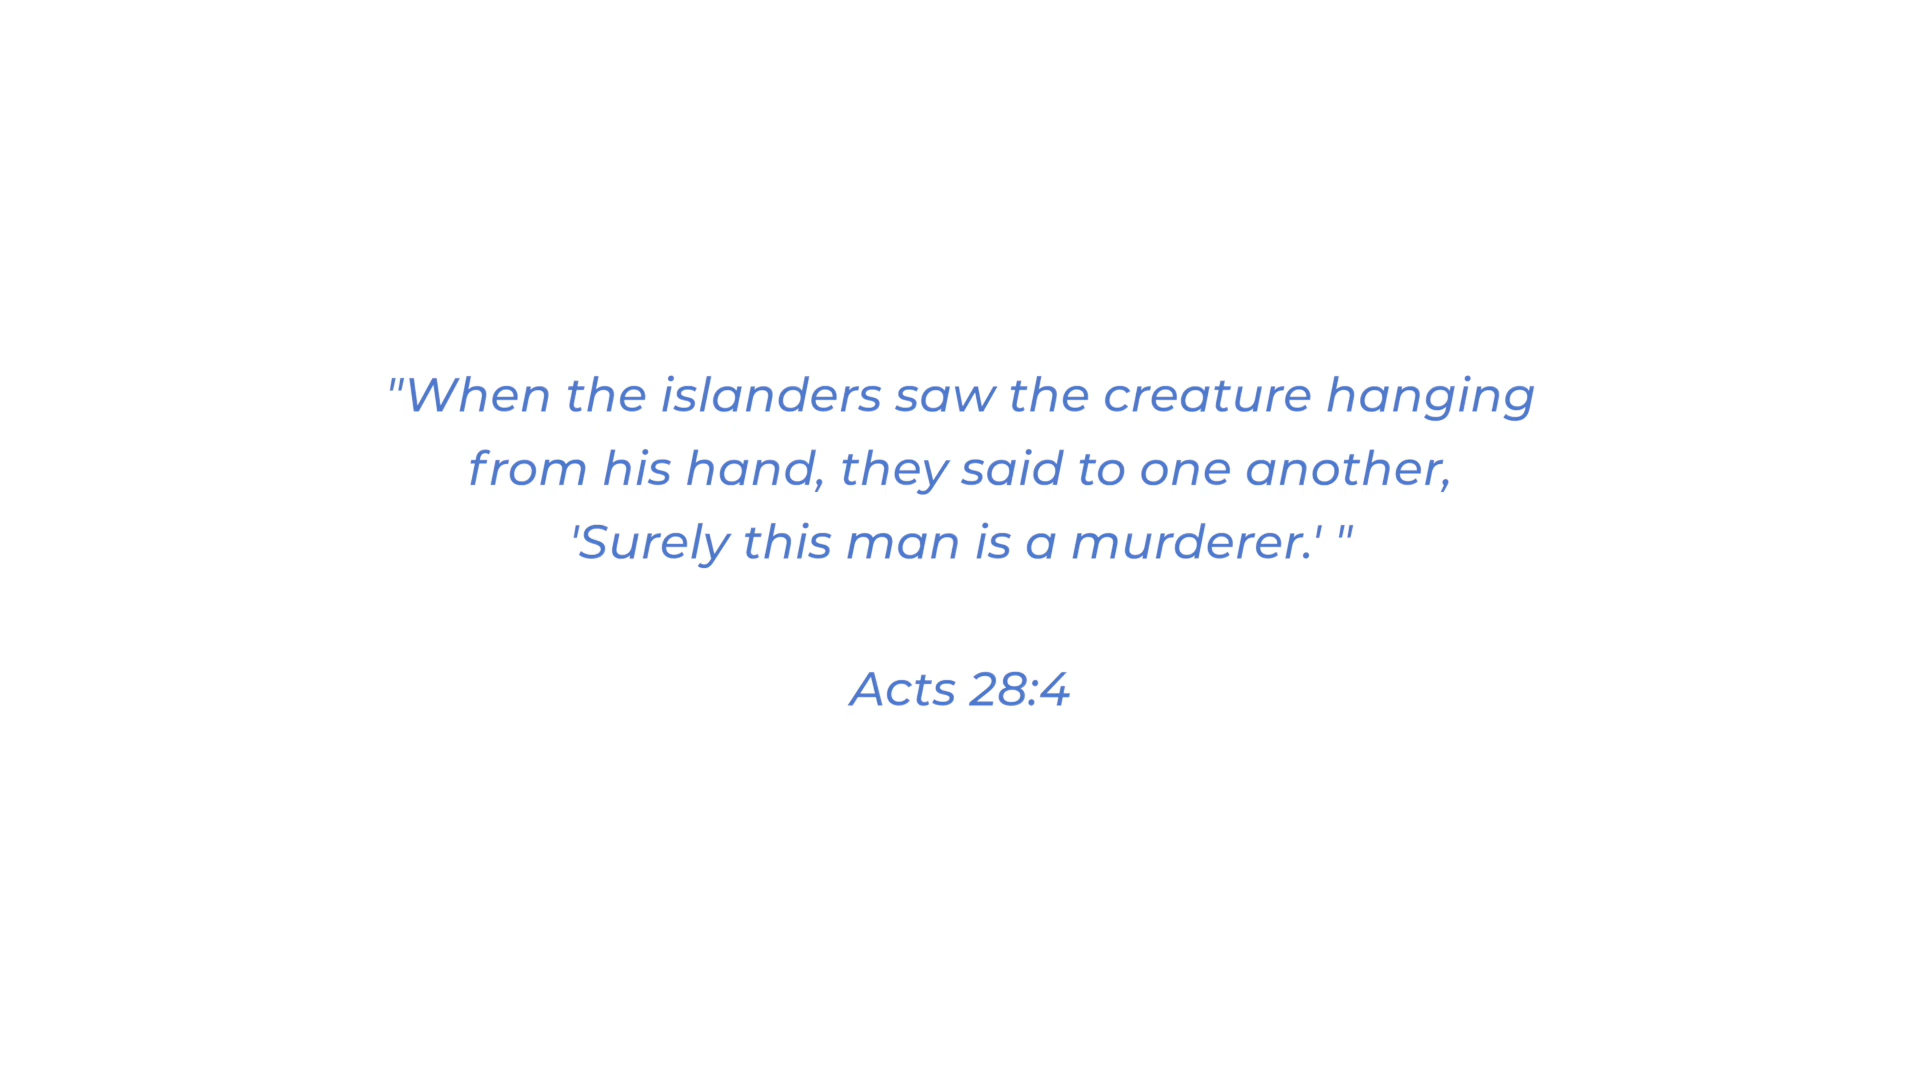 "When the islanders saw the creature hanging
from his hand, they said to one another,
'Surely this man is a murderer.' "
Acts 28:4